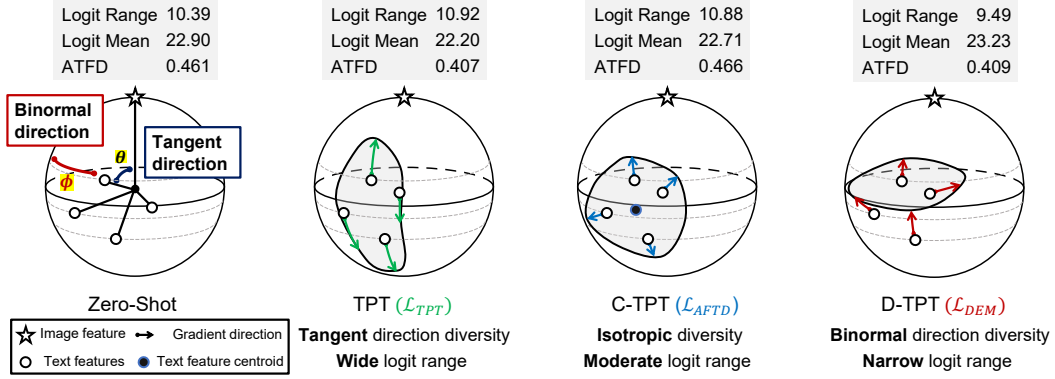 Logit Range 10.39
Logit Mean 22.90
ATFD 0.461
Binormal
direction
Tangent
direction
θ
ϕ
Zero-Shot
Logit Range 10.92
Logit Mean 22.20
ATFD 0.407
TPT (ℒ_TPT)
Tangent direction diversity
Wide logit range
Logit Range 10.88
Logit Mean 22.71
ATFD 0.466
C-TPT (ℒ_AFTD)
Isotropic diversity
Moderate logit range
Logit Range 9.49
Logit Mean 23.23
ATFD 0.409
D-TPT (ℒ_DEM)
Binormal direction diversity
Narrow logit range
Image feature
Gradient direction
Text features
Text feature centroid